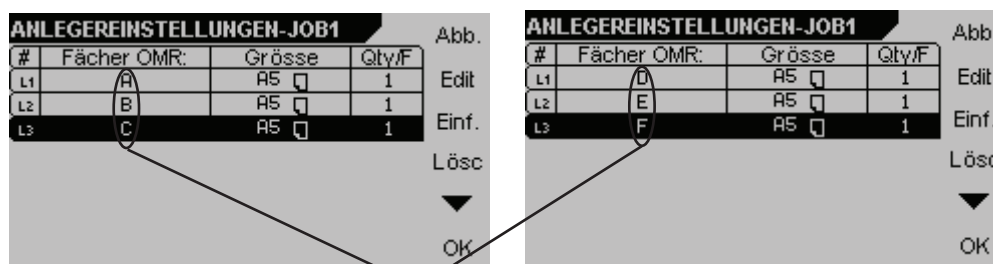 ANLEGEREINSTELLUNGEN-JOB1
Abb.
# Fächer OMR: Grösse Qty/F
L1 A A5 1
Edit
L2 B A5 1
L3 C A5 1
Einf.
Lösc
OK
ANLEGEREINSTELLUNGEN-JOB1
Abb
# Fächer OMR: Grösse Qty/F
L1 D A5 1
Edit
L2 E A5 1
L3 F A5 1
Einf.
Lösc
OK